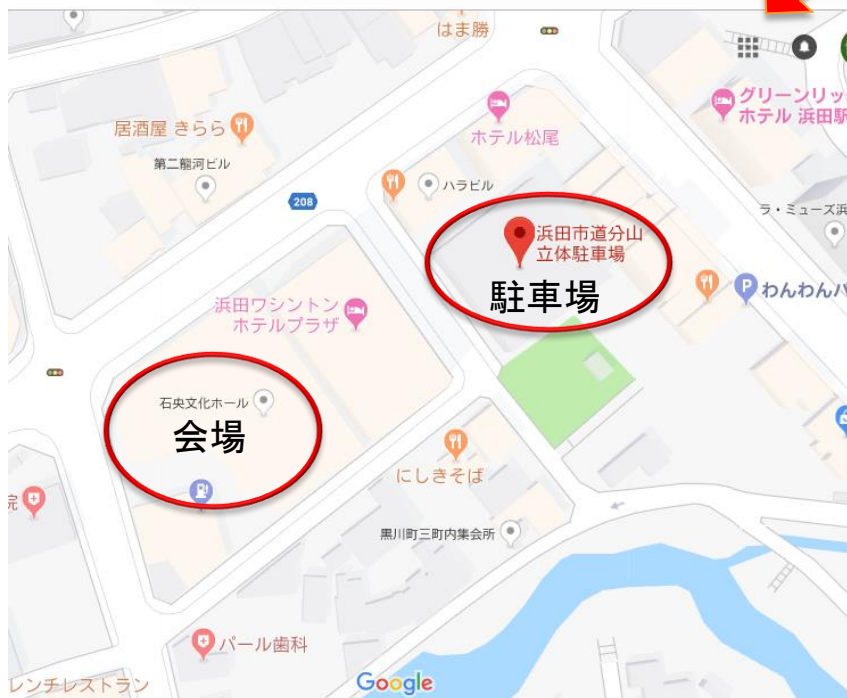 はま勝
グリーンリッ
ホテル 浜田駅
居酒屋 きらら
ホテル松尾
第二龍河ビル
ハラビル
208
ラ・ミューズ浜
浜田市道分山
立体駐車場
駐車場
P
わんわんパ
浜田ワシントン
ホテルプラザ
石央文化ホール
会場
にしきそば
院
黒川町三町内集会所
パール歯科
レンチレストラン
Google